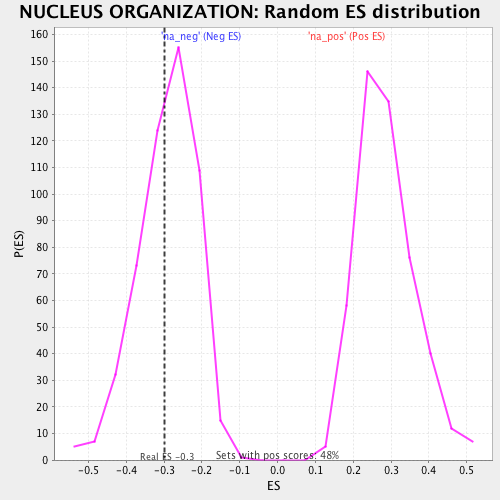 NUCLEUS ORGANIZATION: Random ES distribution
'na_neg' (Neg ES)
'na_pos' (Pos ES)
160
150
140
130
120
110
100
90
80
70
60
50
40
30
20
10
0
P(ES)
Real ES -0.3
Sets with pos scores: 48%
-0.5 -0.4 -0.3 -0.2 -0.1 0.0 0.1 0.2 0.3 0.4 0.5
ES